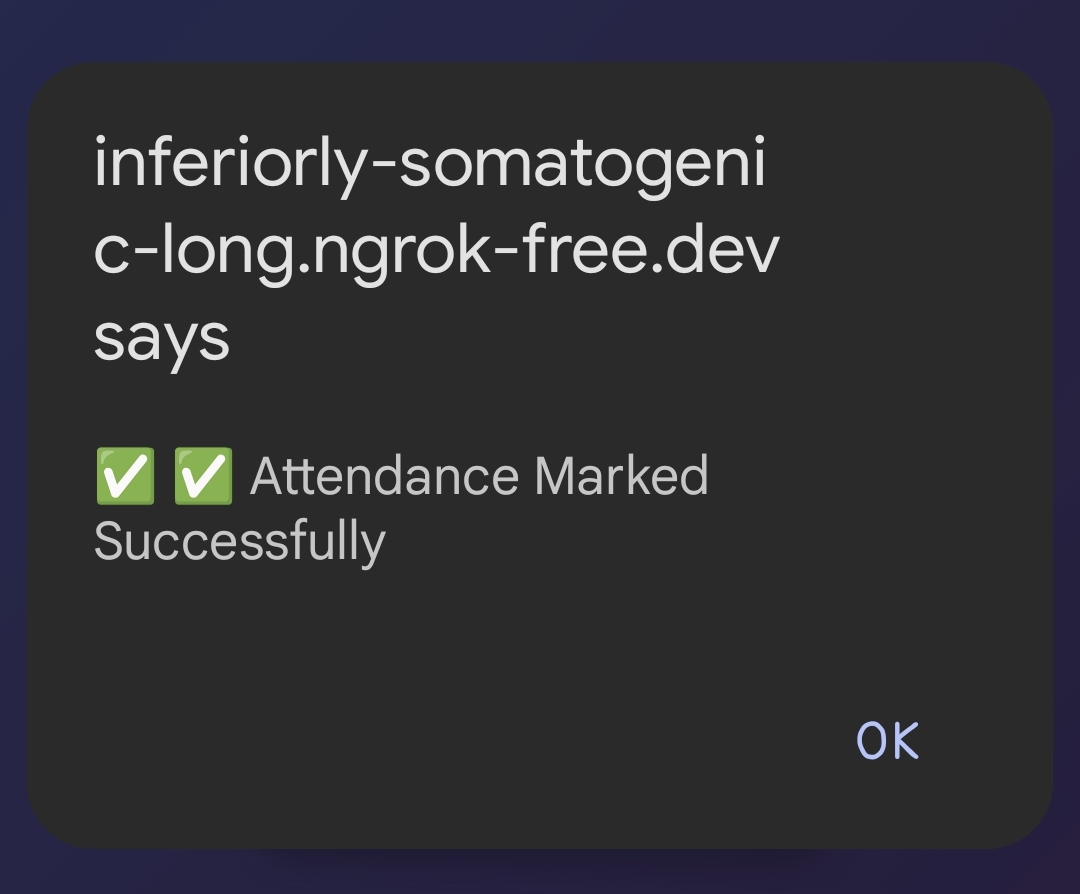 inferiorly-somatogeni
c-long.ngrok-free.dev
says
✅ ✅ Attendance Marked
Successfully
OK